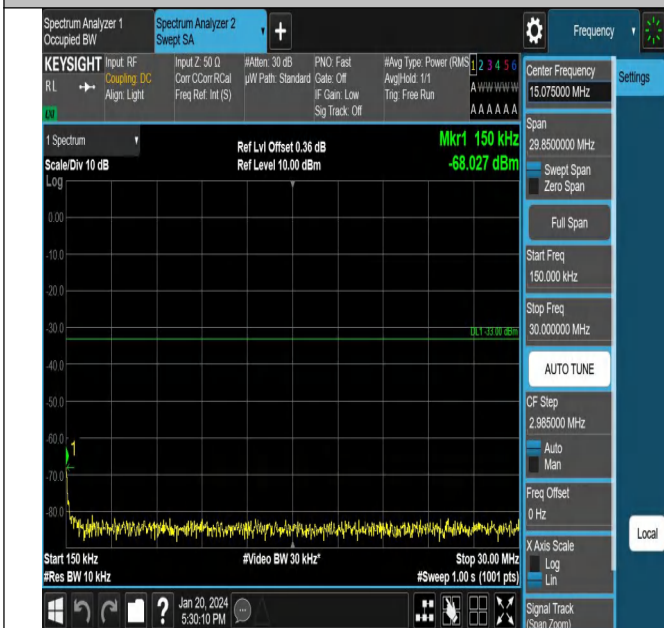 Spectrum Analyzer 1
Occupied BW
Spectrum Analyzer 2
Swept SA
+
Frequency
KEYSIGHT
RL
LXI
Input: RF
Coupling: DC
Align: Light
Input Z: 50 Ω
Corr CCorr RCal
Freq Ref: Int (S)
#Atten: 30 dB
µW Path: Standard
PNO: Fast
Gate: Off
IF Gain: Low
Sig Track: Off
#Avg Type: Power (RMS
Avg|Hold: 1/1
Trig: Free Run
1 2 3 4 5 6
A W W W W W
A A A A A A
1 Spectrum
Scale/Div 10 dB
Ref Lvl Offset 0.36 dB
Ref Level 10.00 dBm
Mkr1 150 kHz
-68.027 dBm
Log
0.00
-10.0
-20.0
-30.0
DL1 -33.00 dBm
-40.0
-50.0
-60.0
1
-70.0
-80.0
Start 150 kHz
#Res BW 10 kHz
#Video BW 30 kHz*
Stop 30.00 MHz
#Sweep 1.00 s (1001 pts)
?
Jan 20, 2024
5:30:10 PM
Center Frequency
15.075000 MHz
Settings
Span
29.8500000 MHz
Swept Span
Zero Span
Full Span
Start Freq
150.000 kHz
Stop Freq
30.000000 MHz
AUTO TUNE
CF Step
2.985000 MHz
Auto
Man
Freq Offset
0 Hz
Local
X Axis Scale
Log
Lin
Signal Track
(Span Zoom)